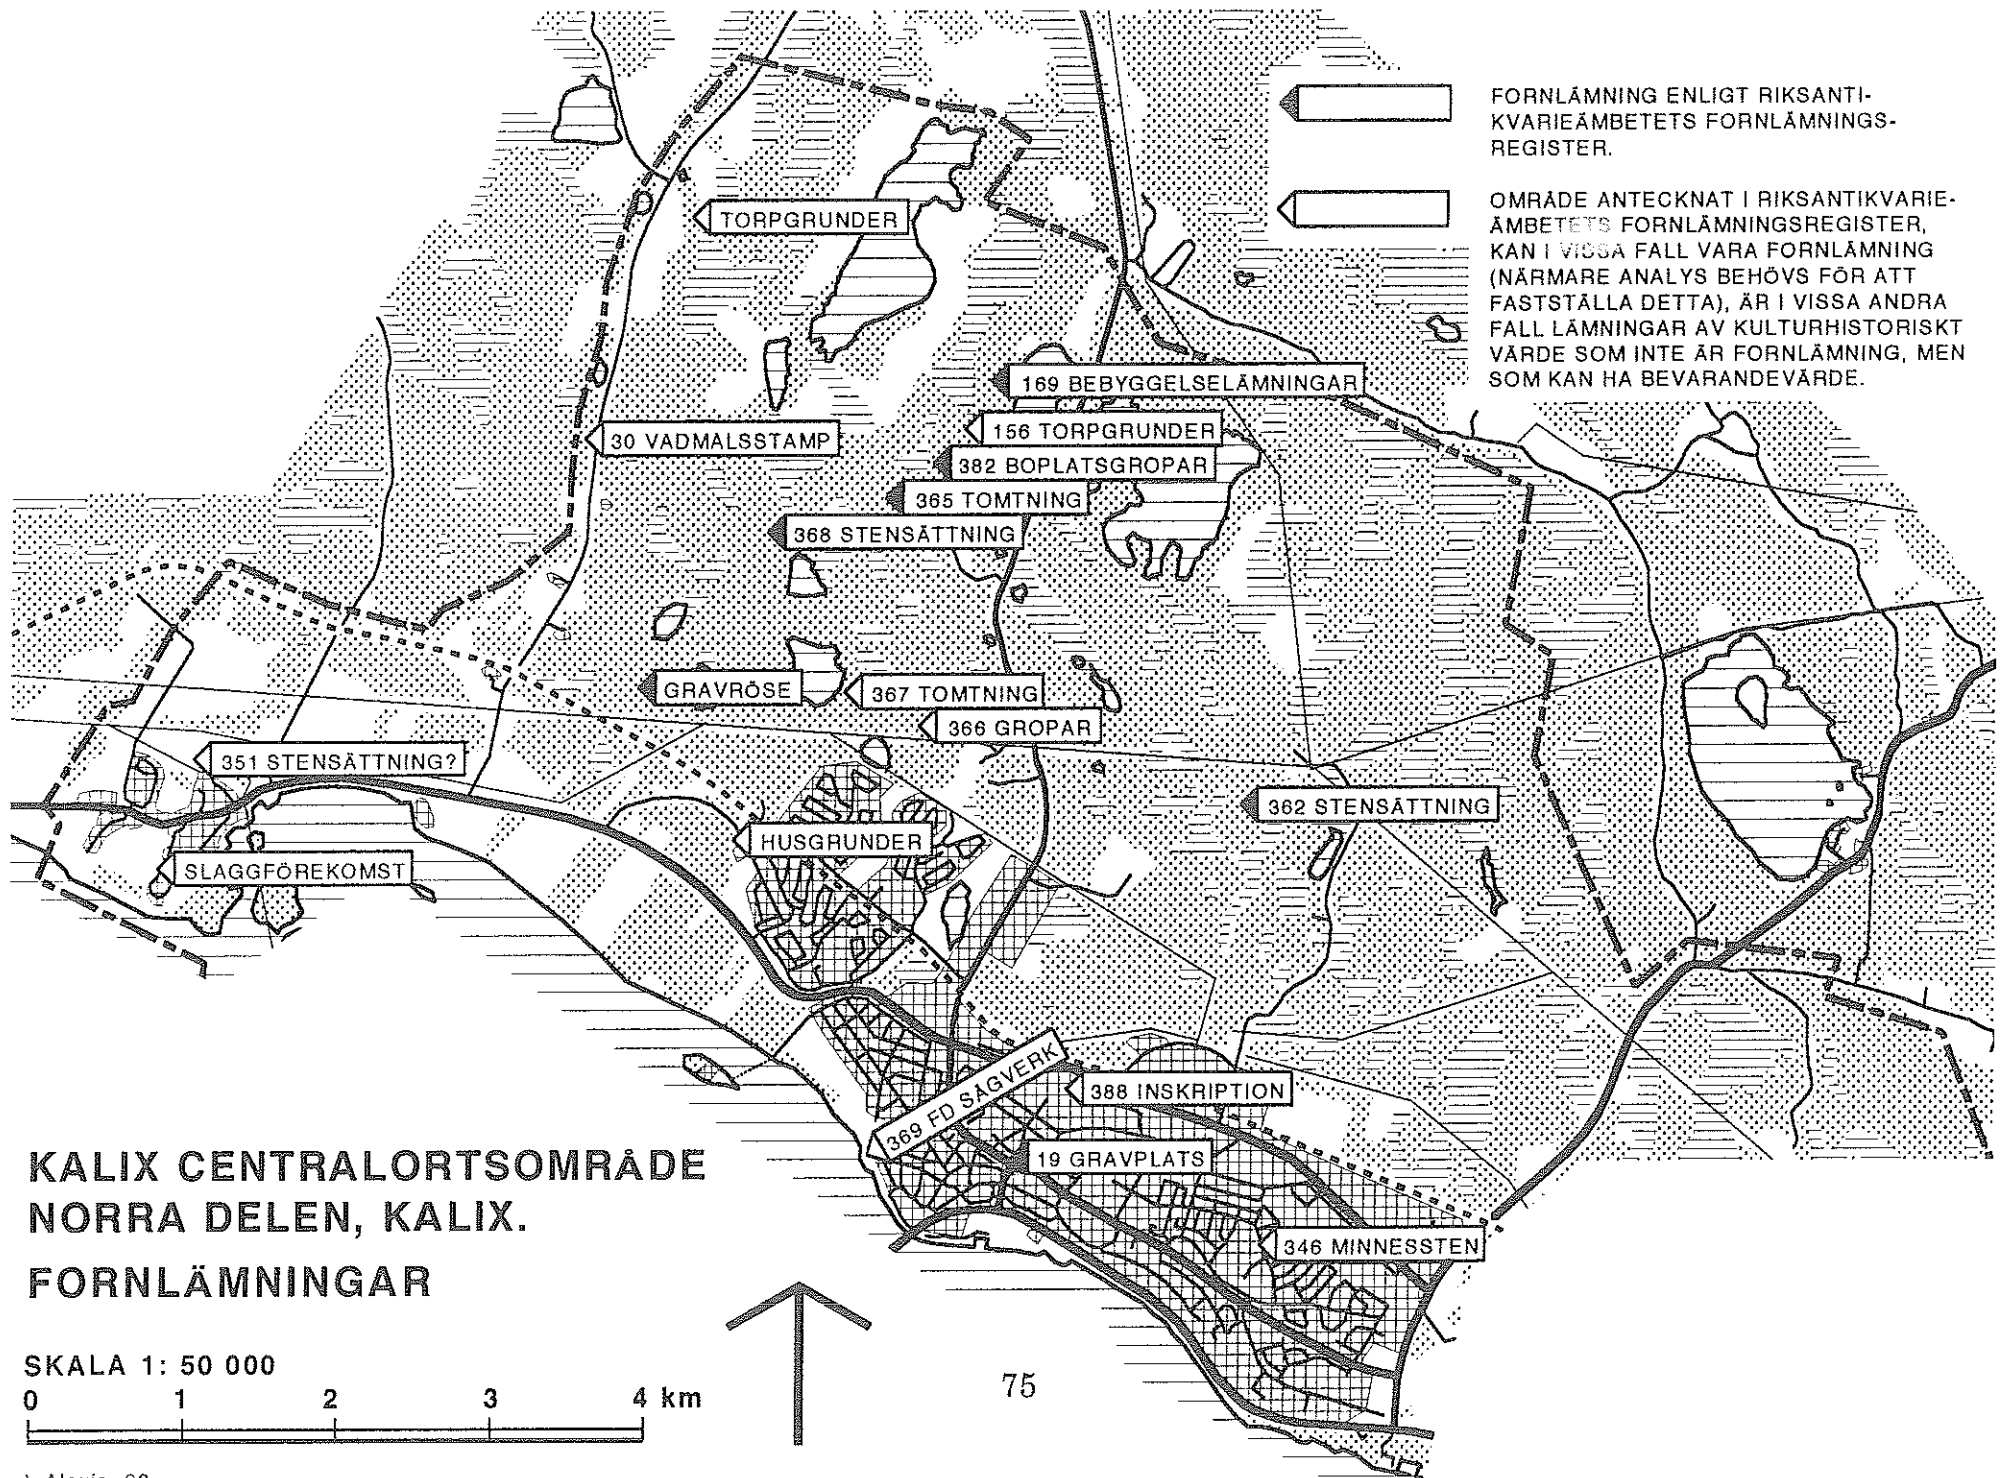 FORNLÄMNING ENLIGT RIKSANTI-
KVARIEÄMBETETS FORNLÄMNINGS-
REGISTER.
OMRÅDE ANTECKNAT I RIKSANTIKVARIE-
ÄMBETETS FORNLÄMNINGSREGISTER,
KAN I VISSA FALL VARA FORNLÄMNING
(NÄRMARE ANALYS BEHÖVS FÖR ATT
FASTSTÄLLA DETTA), ÄR I VISSA ANDRA
FALL LÄMNINGAR AV KULTURHISTORISKT
VÄRDE SOM INTE ÄR FORNLÄMNING, MEN
SOM KAN HA BEVARANDEVÄRDE.
TORPGRUNDER
169 BEBYGGELSELÄMNINGAR
30 VADMALSSTAMP
156 TORPGRUNDER
382 BOPLATSGROPAR
365 TOMTNING
368 STENSÄTTNING
GRAVRÖSE
367 TOMTNING
366 GROPAR
351 STENSÄTTNING?
362 STENSÄTTNING
HUSGRUNDER
SLAGGFÖREKOMST
369 FD SÅGVERK
388 INSKRIPTION
19 GRAVPLATS
346 MINNESSTEN
KALIX CENTRALORTSOMRÅDE
NORRA DELEN, KALIX.
FORNLÄMNINGAR
SKALA 1: 50 000
0 1 2 3 4 km
75